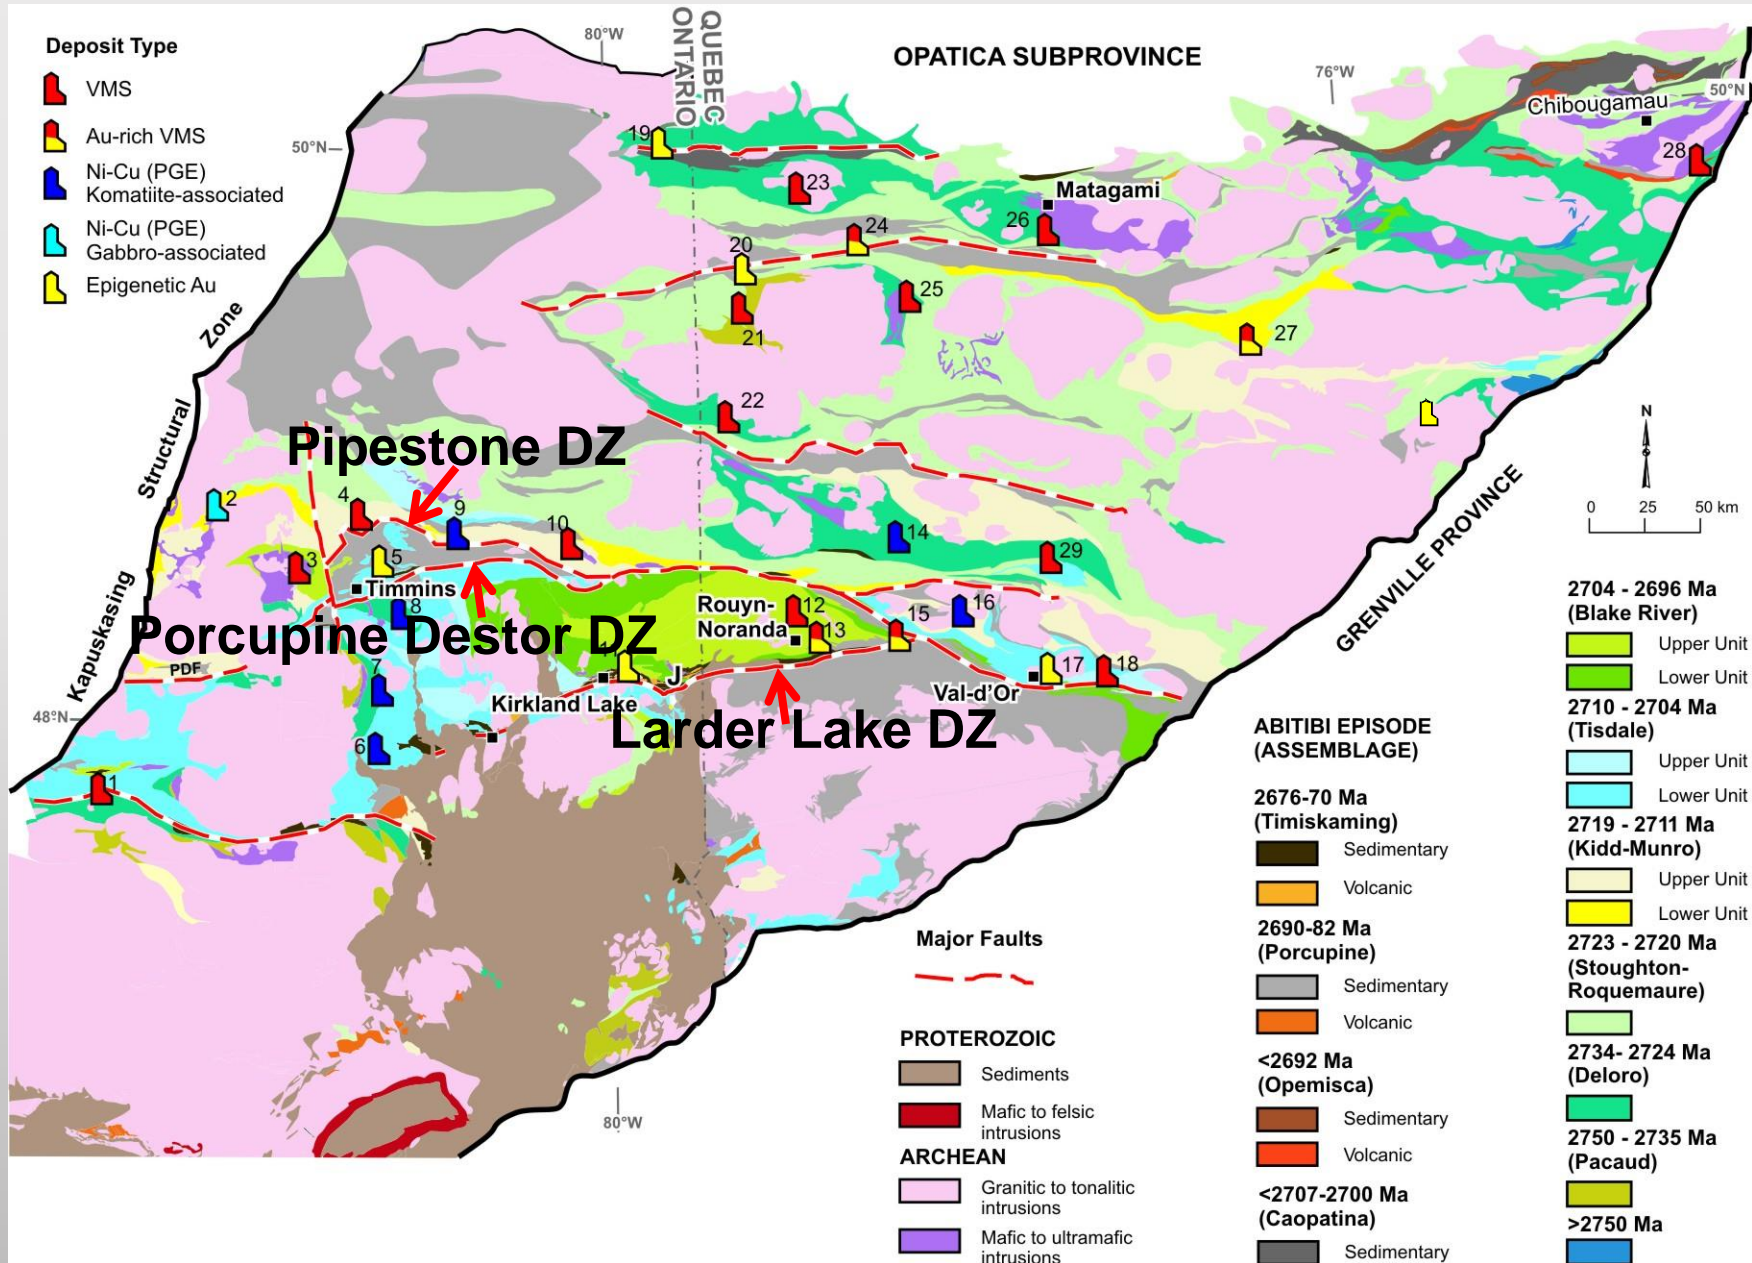 Deposit Type
VMS
Au-rich VMS
Ni-Cu (PGE)
Komatiite-associated
Ni-Cu (PGE)
Gabbro-associated
Epigenetic Au
80°W
ONTARIO
QUEBEC
OPATICA SUBPROVINCE
76°W
50°N
Chibougamau
50°N
19
23
28
Matagami
26
24
20
25
21
27
22
Zone
Structural
Kapuskasing
Pipestone DZ
2
4
9
10
14
29
3
5
Timmins
8
Rouyn-
Noranda
12
13
15
16
Porcupine Destor DZ
PDF
7
11
J
Kirkland Lake
Val-d'Or
17
18
48°N
Larder Lake DZ
6
1
GRENVILLE PROVINCE
N
0 25 50 km
80°W
Major Faults
PROTEROZOIC
Sediments
Mafic to felsic
intrusions
ARCHEAN
Granitic to tonalitic
intrusions
Mafic to ultramafic
intrusions
ABITIBI EPISODE
(ASSEMBLAGE)
2676-70 Ma
(Timiskaming)
Sedimentary
Volcanic
2690-82 Ma
(Porcupine)
Sedimentary
Volcanic
<2692 Ma
(Opemisca)
Sedimentary
Volcanic
<2707-2700 Ma
(Caopatina)
Sedimentary
2704 - 2696 Ma
(Blake River)
Upper Unit
Lower Unit
2710 - 2704 Ma
(Tisdale)
Upper Unit
Lower Unit
2719 - 2711 Ma
(Kidd-Munro)
Upper Unit
Lower Unit
2723 - 2720 Ma
(Stoughton-
Roquemaure)
2734- 2724 Ma
(Deloro)
2750 - 2735 Ma
(Pacaud)
>2750 Ma